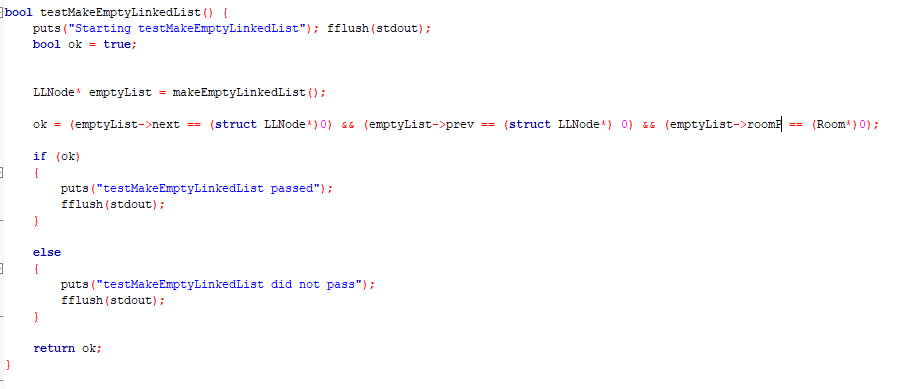 bool testMakeEmptyLinkedList() {
puts("Starting testMakeEmptyLinkedList"); fflush(stdout);
bool ok = true;
LLNode* emptyList = makeEmptyLinkedList();
ok = (emptyList->next == (struct LLNode*)0) && (emptyList->prev == (struct LLNode*) 0) && (emptyList->roomP == (Room*)0);
if (ok)
{
puts("testMakeEmptyLinkedList passed");
fflush(stdout);
}
else
{
puts("testMakeEmptyLinkedList did not pass");
fflush(stdout);
}
return ok;
}